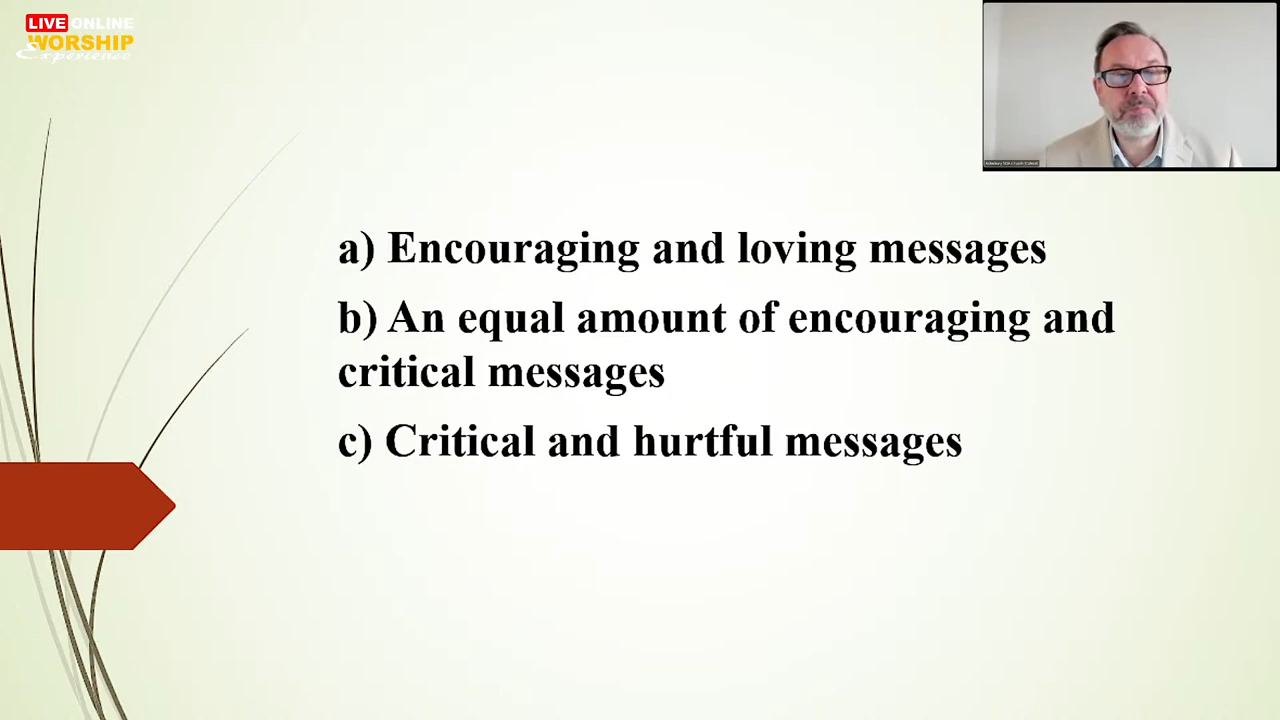 LIVE ONLINE
WORSHIP
Experience
a) Encouraging and loving messages
b) An equal amount of encouraging and
critical messages
c) Critical and hurtful messages